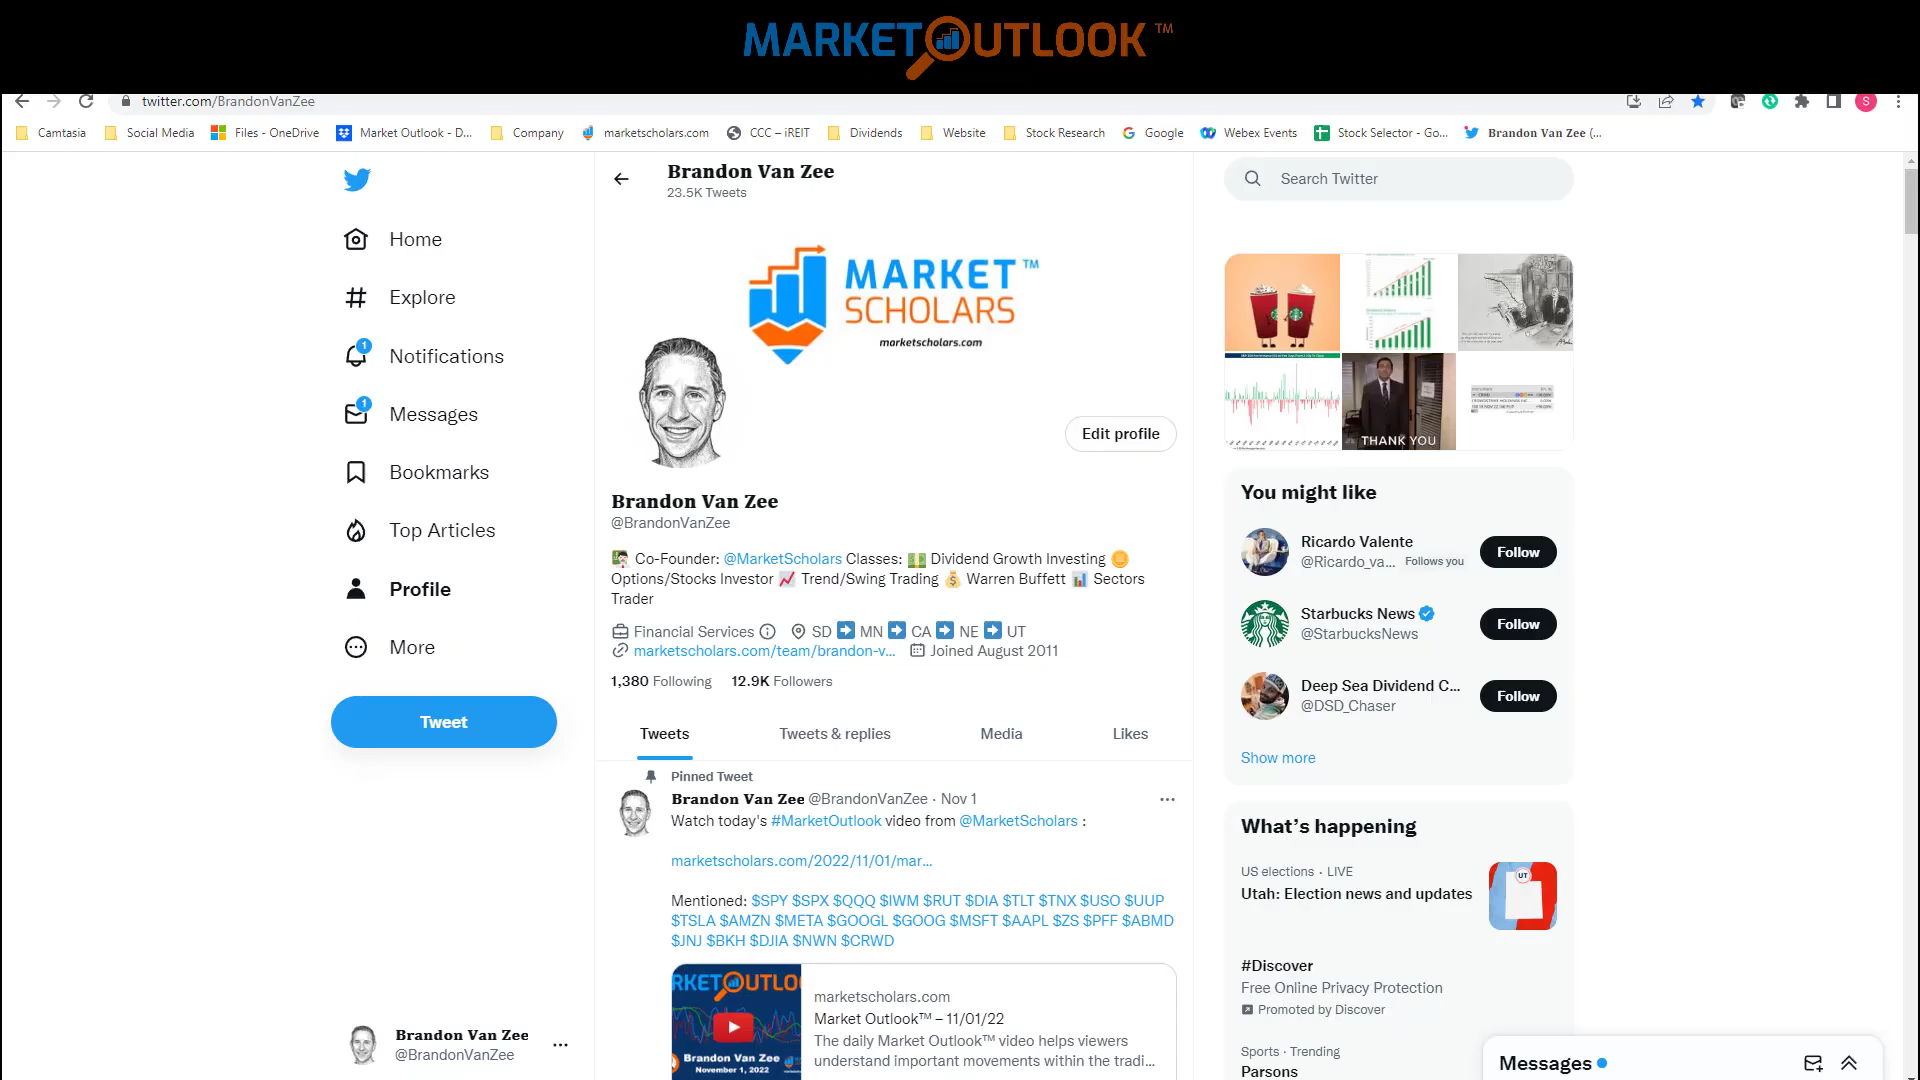 MARKETOUTLOOK™
twitter.com/BrandonVanZee
S
Camtasia
Social Media
Files - OneDrive
Market Outlook - D...
Company
marketscholars.com
CCC – iREIT
Dividends
Website
Stock Research
Google
Webex Events
Stock Selector - Go...
Brandon Van Zee (...
Brandon Van Zee
23.5K Tweets
Search Twitter
Home
Explore
1
Notifications
1
Messages
Bookmarks
Top Articles
Profile
More
Tweet
MARKET™
SCHOLARS
marketscholars.com
Edit profile
Brandon Van Zee
@BrandonVanZee
Co-Founder: @MarketScholars Classes: 💵 Dividend Growth Investing 🪙
Options/Stocks Investor 📈 Trend/Swing Trading 💰 Warren Buffett 📊 Sectors
Trader
Financial Services SD ➡ MN ➡ CA ➡ NE ➡ UT
marketscholars.com/team/brandon-v... Joined August 2011
1,380 Following 12.9K Followers
Tweets
Tweets & replies
Media
Likes
Pinned Tweet
Brandon Van Zee @BrandonVanZee · Nov 1
Watch today's #MarketOutlook video from @MarketScholars :
marketscholars.com/2022/11/01/mar...
Mentioned: $SPY $SPX $QQQ $IWM $RUT $DIA $TLT $TNX $USO $UUP
$TSLA $AMZN $META $GOOGL $GOOG $MSFT $AAPL $ZS $PFF $ABMD
$JNJ $BKH $DJIA $NWN $CRWD
RKETOUTLO
Brandon Van Zee
November 1, 2022
marketscholars.com
Market Outlook™ – 11/01/22
The daily Market Outlook™ video helps viewers
understand important movements within the tradi...
THANK YOU
You might like
Ricardo Valente
@Ricardo_va... Follows you
Follow
Starbucks News
@StarbucksNews
Follow
Deep Sea Dividend C...
@DSD_Chaser
Follow
Show more
What's happening
US elections · LIVE
Utah: Election news and updates
UT
#Discover
Free Online Privacy Protection
Promoted by Discover
Sports · Trending
Parsons
Brandon Van Zee
@BrandonVanZee
Messages